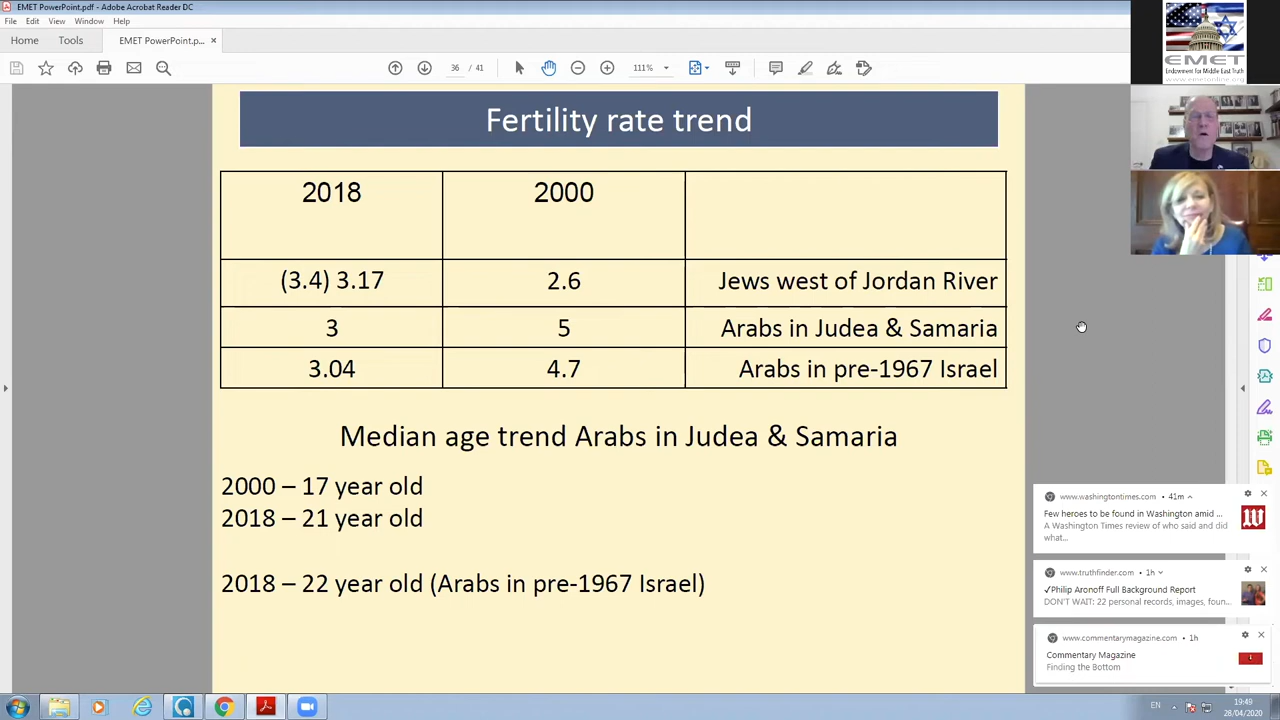 EMET PowerPoint.pdf - Adobe Acrobat Reader DC
File Edit View Window Help
Home Tools EMET PowerPoint.p... ×
36 111%
EMET
Endowment for Middle East Truth
www.emetonline.org
Fertility rate trend
2018 2000
(3.4) 3.17 2.6 Jews west of Jordan River
3 5 Arabs in Judea & Samaria
3.04 4.7 Arabs in pre-1967 Israel
Median age trend Arabs in Judea & Samaria
2000 – 17 year old
2018 – 21 year old
2018 – 22 year old (Arabs in pre-1967 Israel)
www.washingtontimes.com • 41m
Few heroes to be found in Washington amid ...
A Washington Times review of who said and did
what...
www.truthfinder.com • 1h
✓Philip Aronoff Full Background Report
DON'T WAIT: 22 personal records, images, foun...
www.commentarymagazine.com • 1h
Commentary Magazine
Finding the Bottom
EN 19:49
28/04/2020